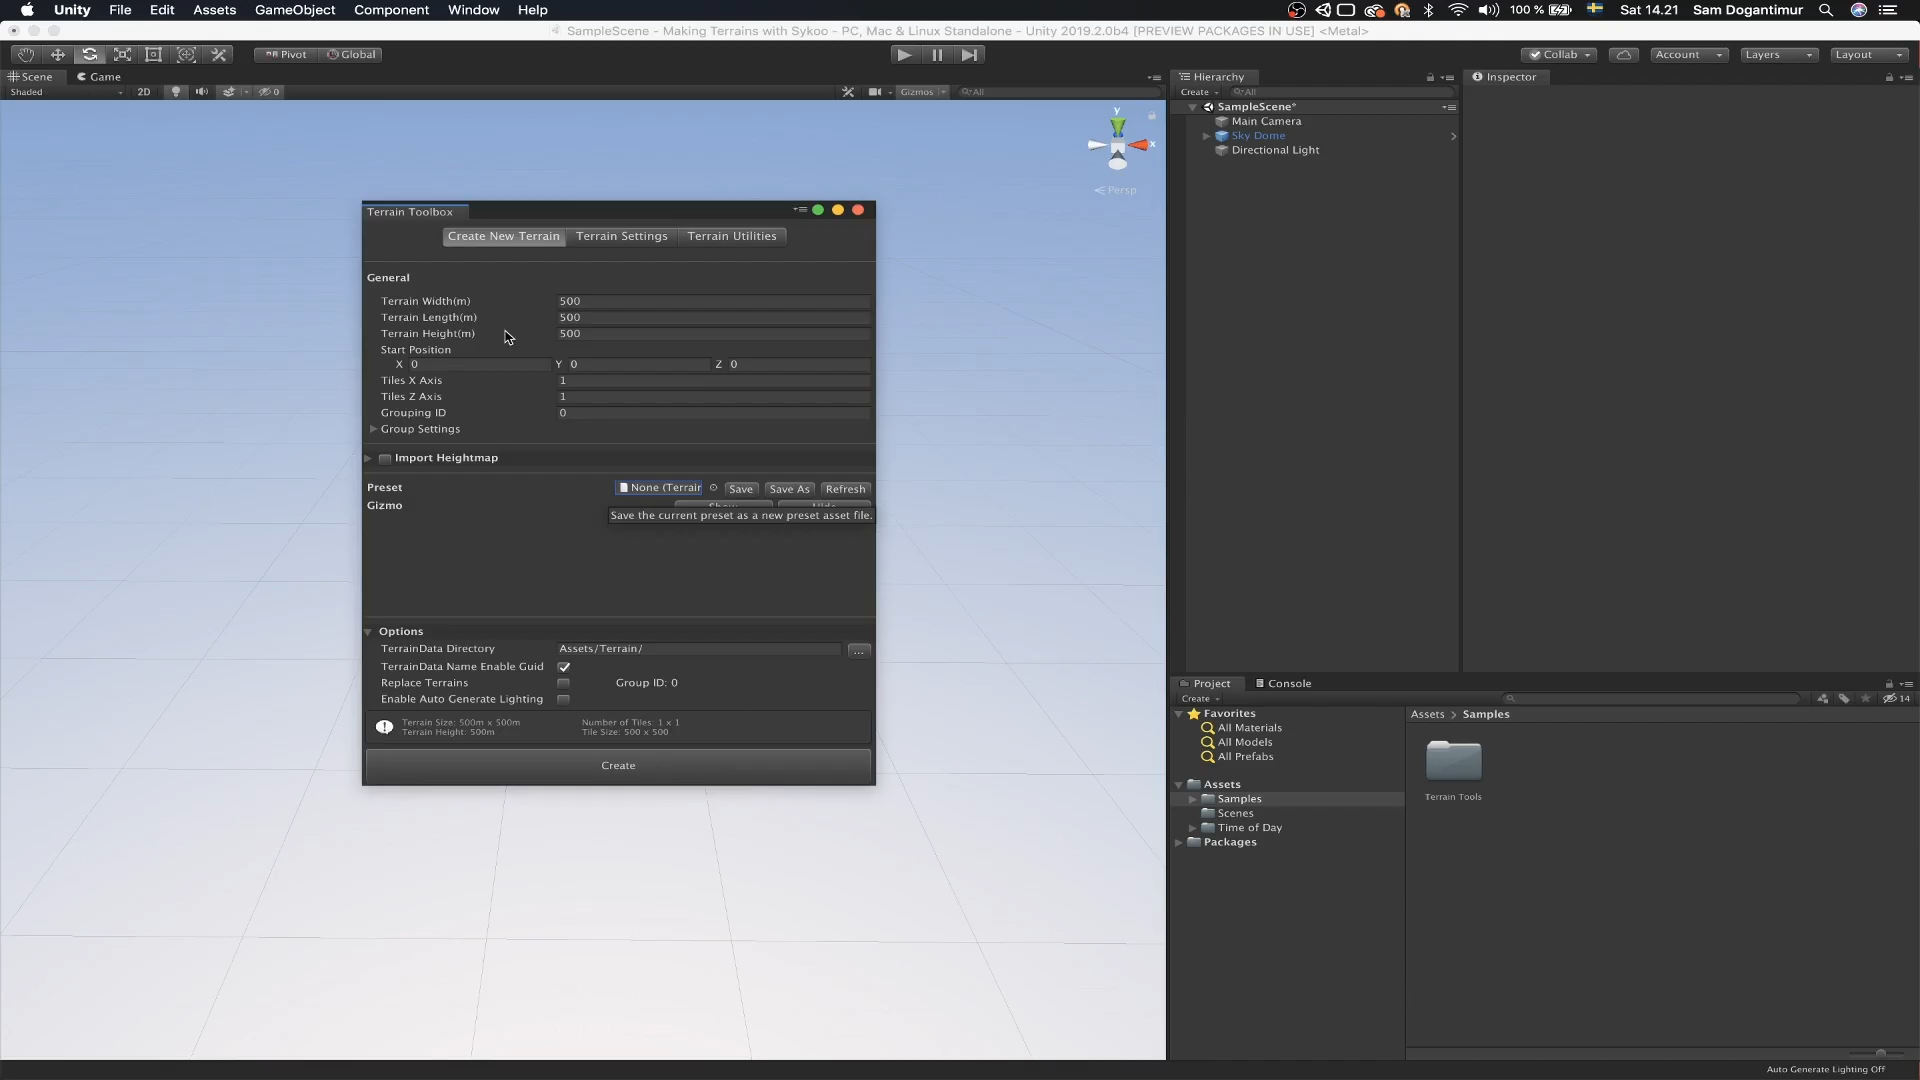 Unity File Edit Assets GameObject Component Window Help
100 % Sat 14.21 Sam Dogantimur
SampleScene - Making Terrains with Sykoo - PC, Mac & Linux Standalone - Unity 2019.2.0b4 [PREVIEW PACKAGES IN USE] <Metal>
Pivot Global
Collab Account Layers Layout
Scene Game
Shaded 2D 0 Gizmos All
y
x
Persp
Hierarchy
Create All
SampleScene*
Main Camera
Sky Dome
Directional Light
Inspector
Terrain Toolbox
Create New Terrain Terrain Settings Terrain Utilities
General
Terrain Width(m) 500
Terrain Length(m) 500
Terrain Height(m) 500
Start Position
X 0 Y 0 Z 0
Tiles X Axis 1
Tiles Z Axis 1
Grouping ID 0
Group Settings
Import Heightmap
Preset None (Terrain Save Save As Refresh
Gizmo
Save the current preset as a new preset asset file.
Options
TerrainData Directory Assets/Terrain/ ...
TerrainData Name Enable Guid
Replace Terrains Group ID: 0
Enable Auto Generate Lighting
Terrain Size: 500m x 500m Number of Tiles: 1 x 1
Terrain Height: 500m Tile Size: 500 x 500
Create
Project Console
Create 14
Favorites
All Materials
All Models
All Prefabs
Assets
Samples
Scenes
Time of Day
Packages
Assets > Samples
Terrain Tools
Auto Generate Lighting Off